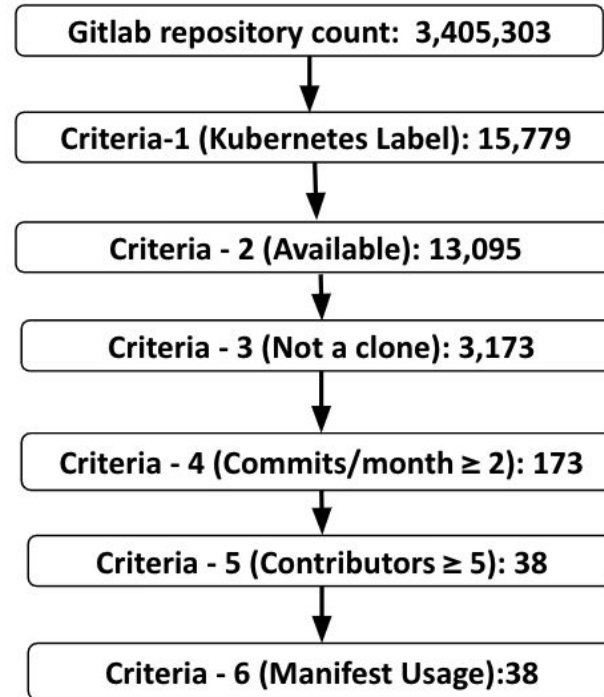 Gitlab repository count: 3,405,303
Criteria-1 (Kubernetes Label): 15,779
Criteria - 2 (Available): 13,095
Criteria - 3 (Not a clone): 3,173
Criteria - 4 (Commits/month ≥ 2): 173
Criteria - 5 (Contributors ≥ 5): 38
Criteria - 6 (Manifest Usage):38